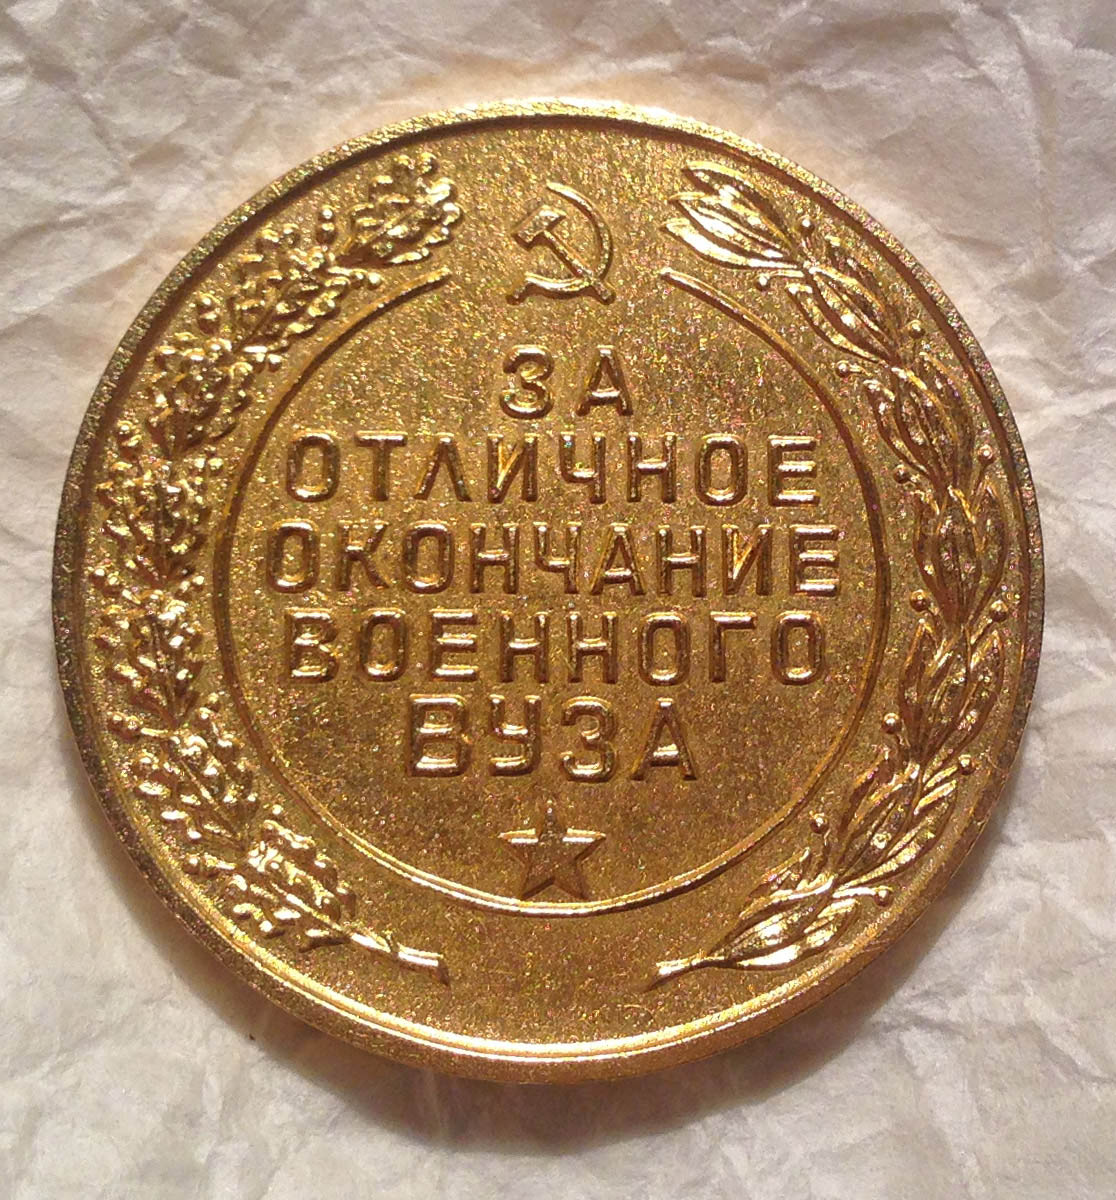 ЗА
ОТЛИЧНОЕ
ОКОНЧАНИЕ
ВОЕННОГО
ВУЗА